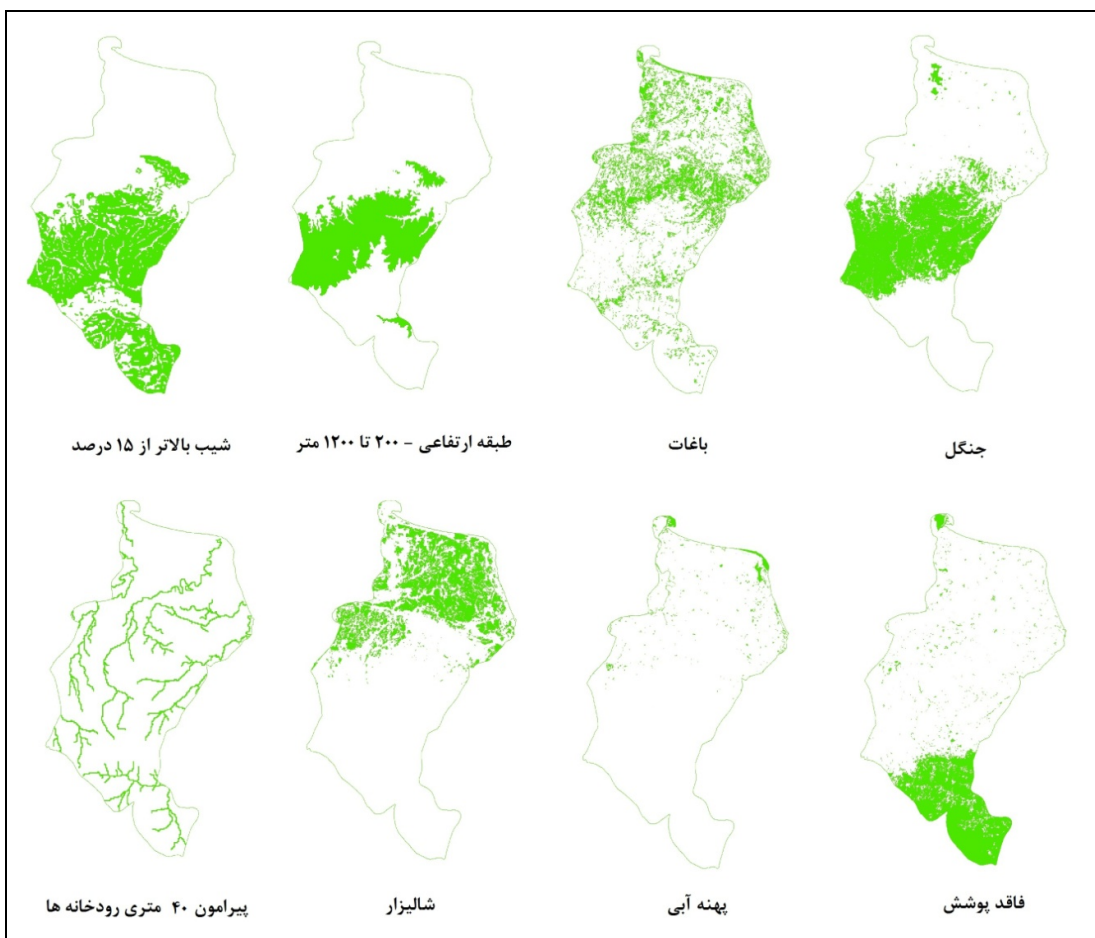 جنگل
باغات
طبقه ارتفاعی - ۲۰۰ تا ۱۲۰۰ متر
شیب بالاتر از ۱۵ درصد
فاقد پوشش
پهنه آبی
شالیزار
پیرامون ۴۰ متری رودخانه ها